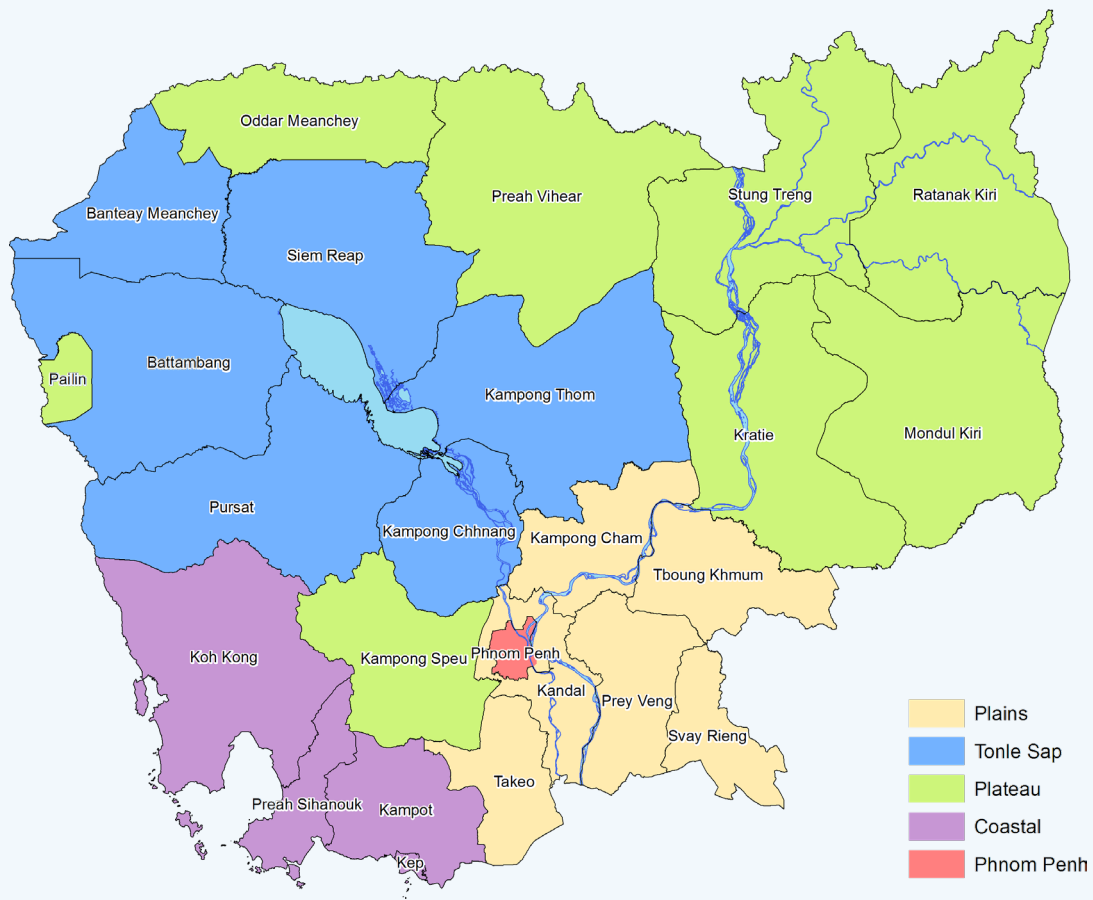 Oddar Meanchey
Preah Vihear
Stung Treng
Ratanak Kiri
Banteay Meanchey
Siem Reap
Battambang
Pailin
Kampong Thom
Kratie
Mondul Kiri
Pursat
Kampong Chhnang
Kampong Cham
Tboung Khmum
Koh Kong
Kampong Speu
Phnom Penh
Kandal
Prey Veng
Svay Rieng
Takeo
Preah Sihanouk
Kampot
Kep
Plains
Tonle Sap
Plateau
Coastal
Phnom Penh